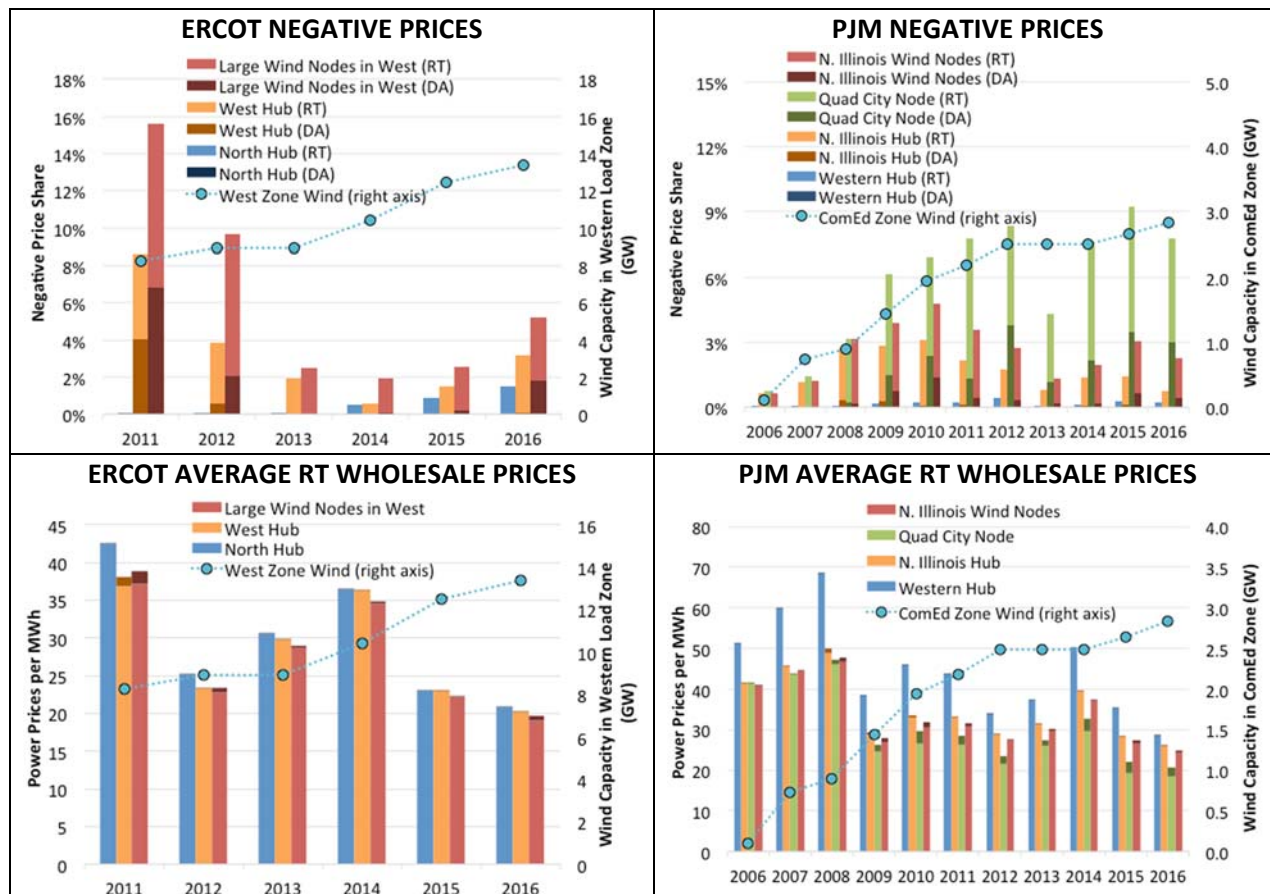 ERCOT NEGATIVE PRICES
Large Wind Nodes in West (RT)
Large Wind Nodes in West (DA)
West Hub (RT)
West Hub (DA)
North Hub (RT)
North Hub (DA)
West Zone Wind (right axis)
Negative Price Share
18%
16%
14%
12%
10%
8%
6%
4%
2%
0%
18
16
14
12
10
8
6
4
2
0
Wind Capacity in Western Load Zone
(GW)
2011 2012 2013 2014 2015 2016
PJM NEGATIVE PRICES
N. Illinois Wind Nodes (RT)
N. Illinois Wind Nodes (DA)
Quad City Node (RT)
Quad City Node (DA)
N. Illinois Hub (RT)
N. Illinois Hub (DA)
Western Hub (RT)
Western Hub (DA)
ComEd Zone Wind (right axis)
Negative Price Share
15%
12%
9%
6%
3%
0%
5.0
4.0
3.0
2.0
1.0
0.0
Wind Capacity in ComEd Zone (GW)
2006 2007 2008 2009 2010 2011 2012 2013 2014 2015 2016
ERCOT AVERAGE RT WHOLESALE PRICES
Large Wind Nodes in West
West Hub
North Hub
West Zone Wind (right axis)
Power Prices per MWh
45
40
35
30
25
20
15
10
5
0
16
14
12
10
8
6
4
2
0
Wind Capacity in Western Load Zone
(GW)
2011 2012 2013 2014 2015 2016
PJM AVERAGE RT WHOLESALE PRICES
N. Illinois Wind Nodes
Quad City Node
N. Illinois Hub
Western Hub
ComEd Zone Wind (right axis)
Power Prices per MWh
80
70
60
50
40
30
20
10
0
4.0
3.5
3.0
2.5
2.0
1.5
1.0
0.5
0.0
Wind Capacity in ComEd Zone (GW)
2006 2007 2008 2009 2010 2011 2012 2013 2014 2015 2016